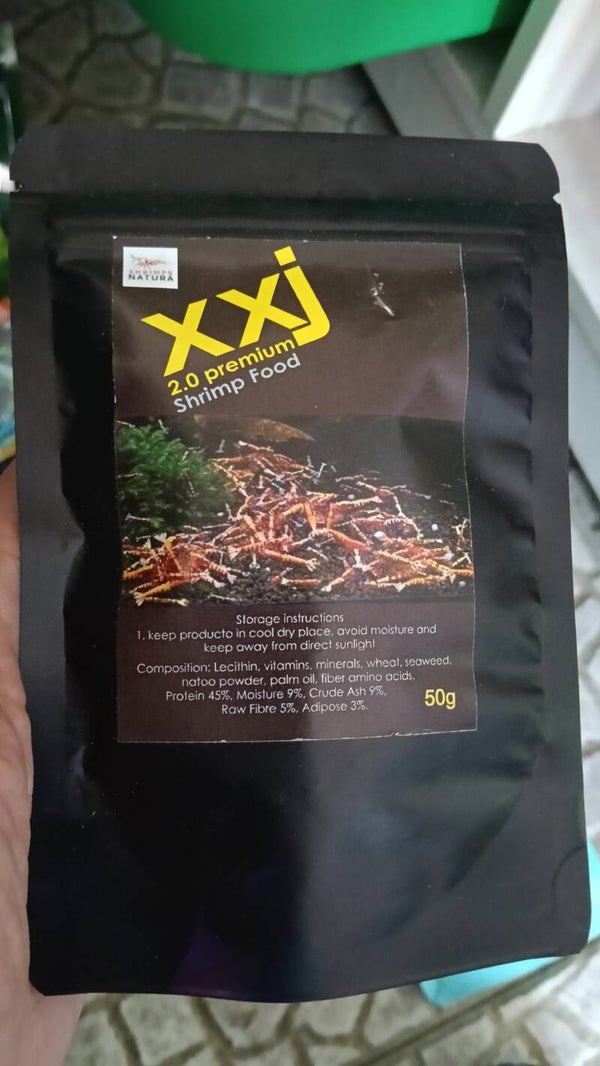 SHRIMPS
NATURA
xxj
2.0 premium
Shrimp Food
Storage instructions
1. keep producto in cool dry place, avoid moisture and
keep away from direct sunlight
Composition: Lecithin, vitamins, minerals, wheat, seaweed,
natoo powder, palm oil, fiber amino acids,
Protein 45%, Moisture 9%, Crude Ash 9%,
Raw Fibre 5%, Adipose 3%.
50g